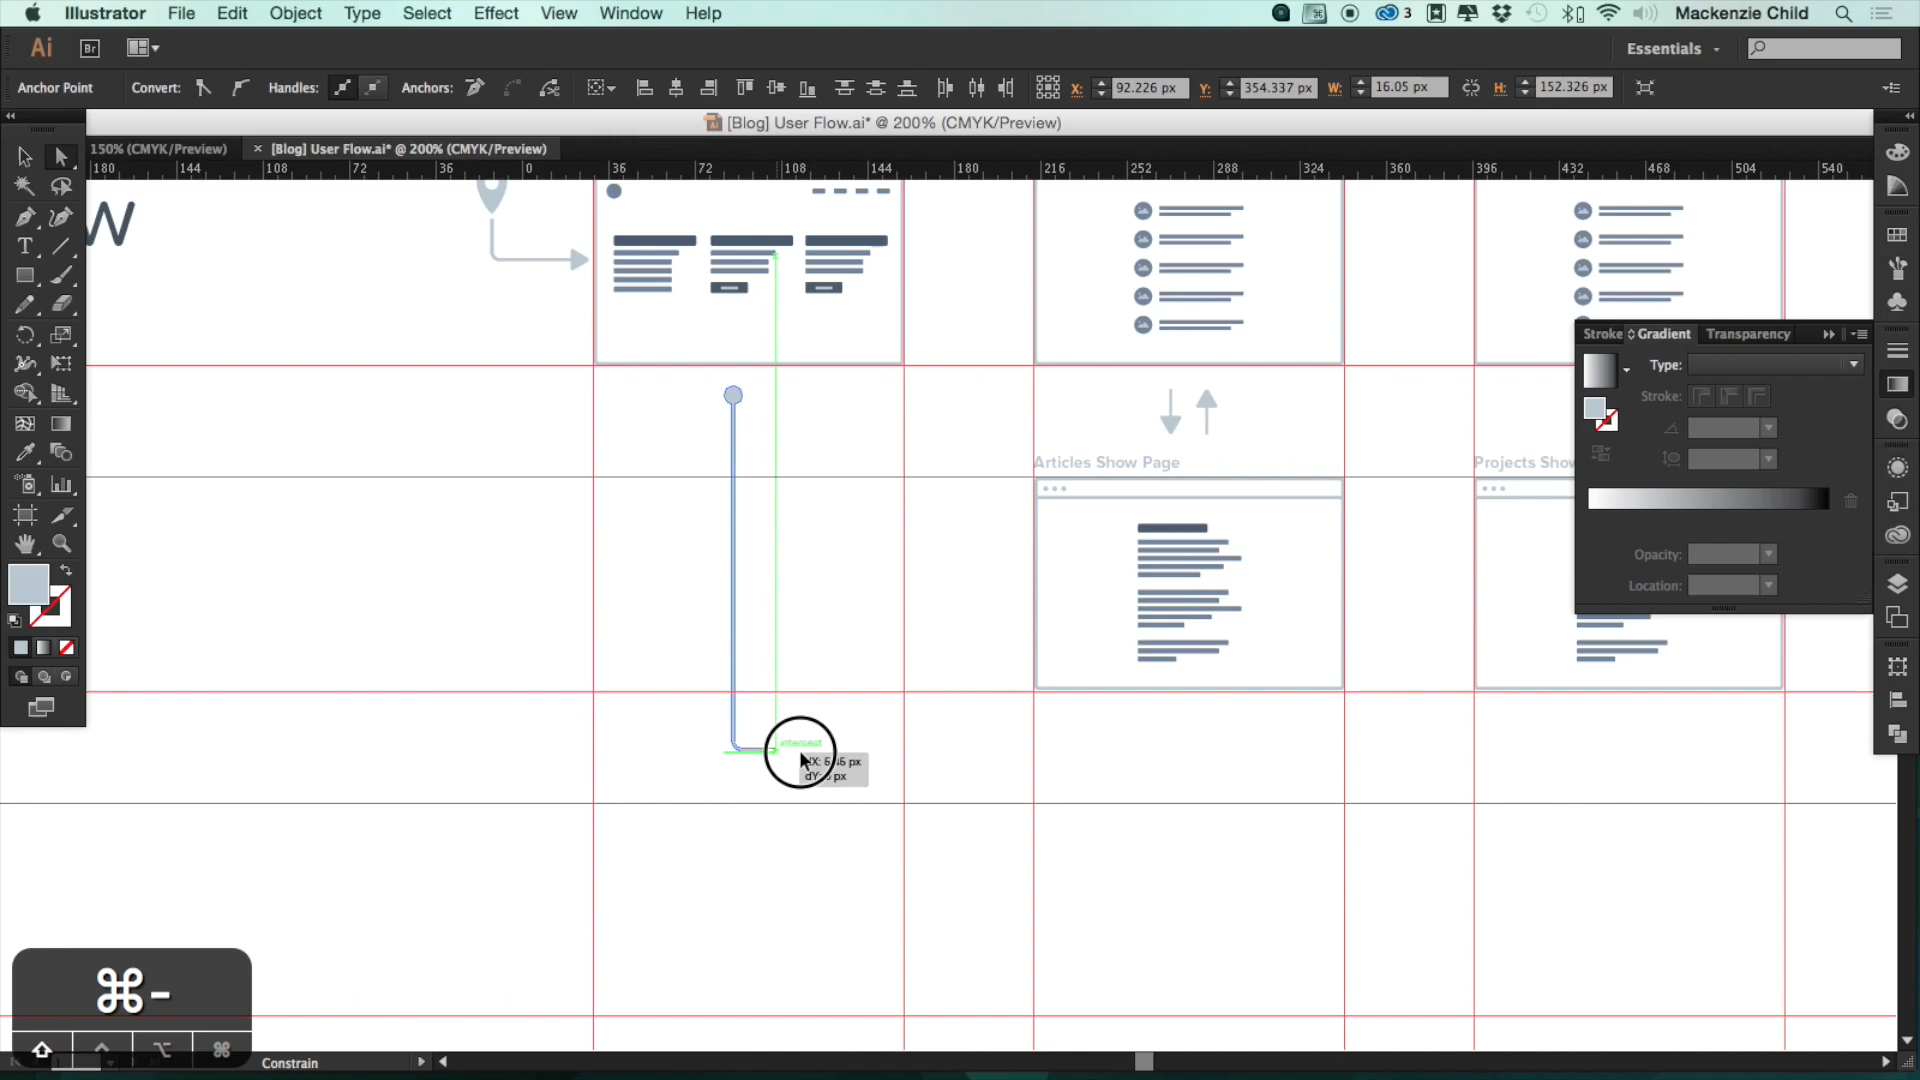 Illustrator File Edit Object Type Select Effect View Window Help 3 Mackenzie Child
Ai Br Essentials
Anchor Point Convert: Handles: Anchors: X: 92.226 px Y: 354.337 px W: 16.05 px H: 152.326 px
[Blog] User Flow.ai* @ 200% (CMYK/Preview)
150% (CMYK/Preview) × [Blog] User Flow.ai* @ 200% (CMYK/Preview)
180 144 108 72 36 0 36 72 108 144 180 216 252 288 324 360 396 432 468 504 540
W
Stroke Gradient Transparency
Type:
Stroke:
Articles Show Page Projects Show
Opacity:
Location:
intersect
dY: px
⌘-
Constrain